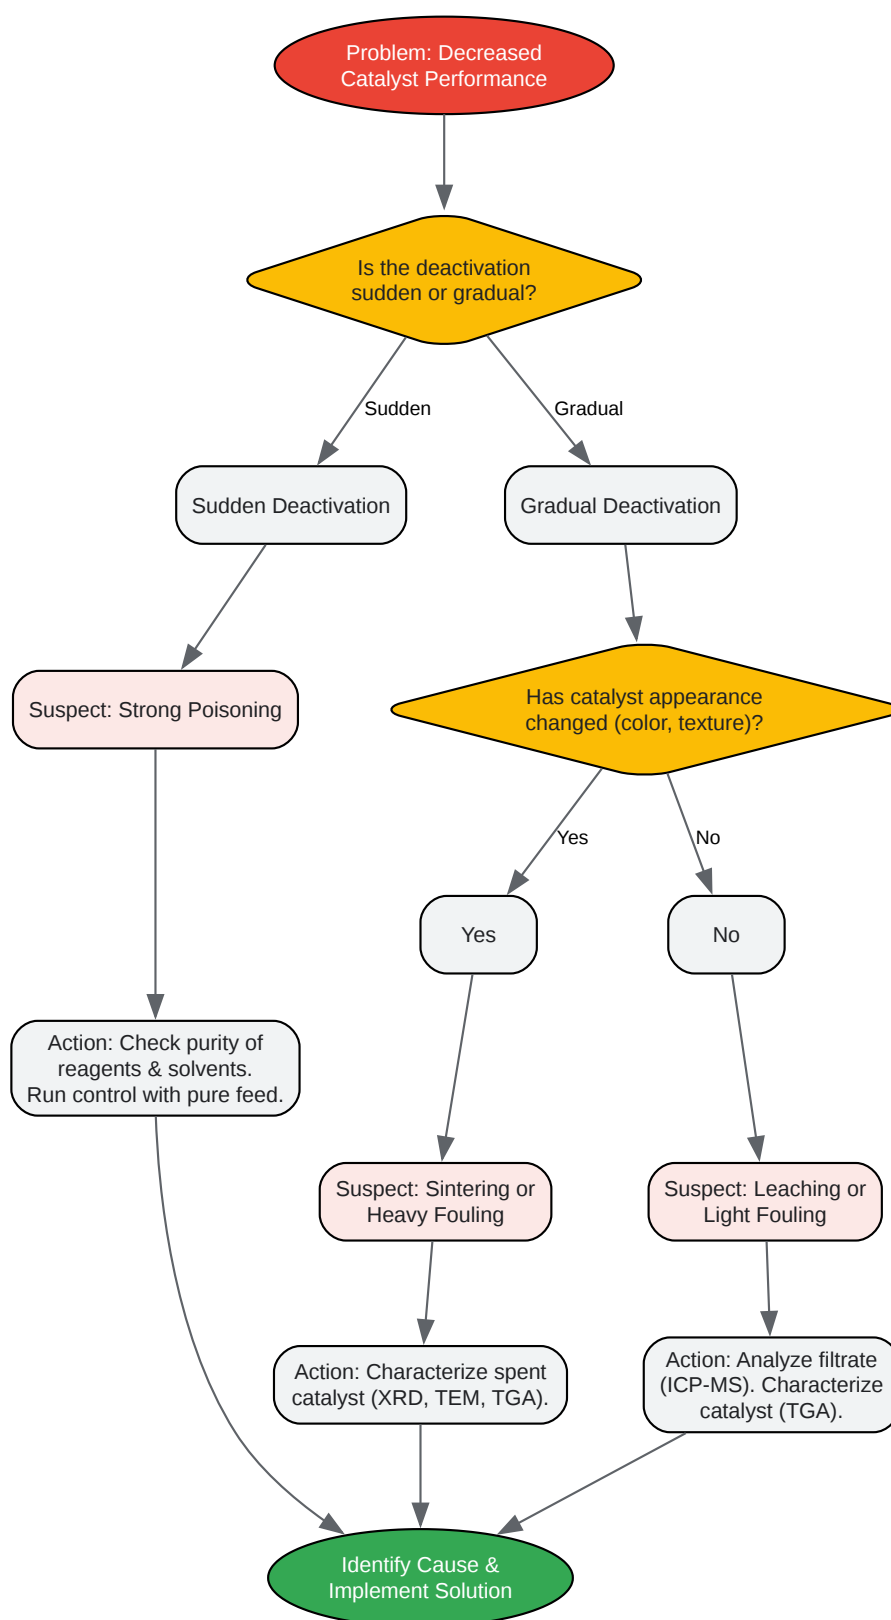 Problem: Decreased
Catalyst Performance
Is the deactivation
sudden or gradual?
Sudden
Gradual
Sudden Deactivation
Gradual Deactivation
Suspect: Strong Poisoning
Has catalyst appearance
changed (color, texture)?
Yes
No
Yes
No
Action: Check purity of
reagents & solvents.
Run control with pure feed.
Suspect: Sintering or
Heavy Fouling
Suspect: Leaching or
Light Fouling
Action: Characterize spent
catalyst (XRD, TEM, TGA).
Action: Analyze filtrate
(ICP-MS). Characterize
catalyst (TGA).
Identify Cause &
Implement Solution